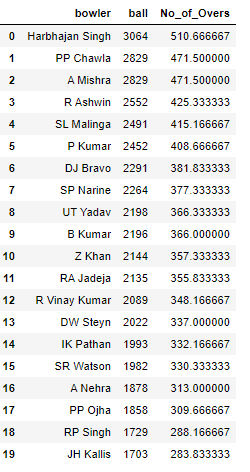 bowler ball No_of_Overs
0 Harbhajan Singh 3064 510.666667
1 PP Chawla 2829 471.500000
2 A Mishra 2829 471.500000
3 R Ashwin 2552 425.333333
4 SL Malinga 2491 415.166667
5 P Kumar 2452 408.666667
6 DJ Bravo 2291 381.833333
7 SP Narine 2264 377.333333
8 UT Yadav 2198 366.333333
9 B Kumar 2196 366.000000
10 Z Khan 2144 357.333333
11 RA Jadeja 2135 355.833333
12 R Vinay Kumar 2089 348.166667
13 DW Steyn 2022 337.000000
14 IK Pathan 1993 332.166667
15 SR Watson 1982 330.333333
16 A Nehra 1878 313.000000
17 PP Ojha 1858 309.666667
18 RP Singh 1729 288.166667
19 JH Kallis 1703 283.833333